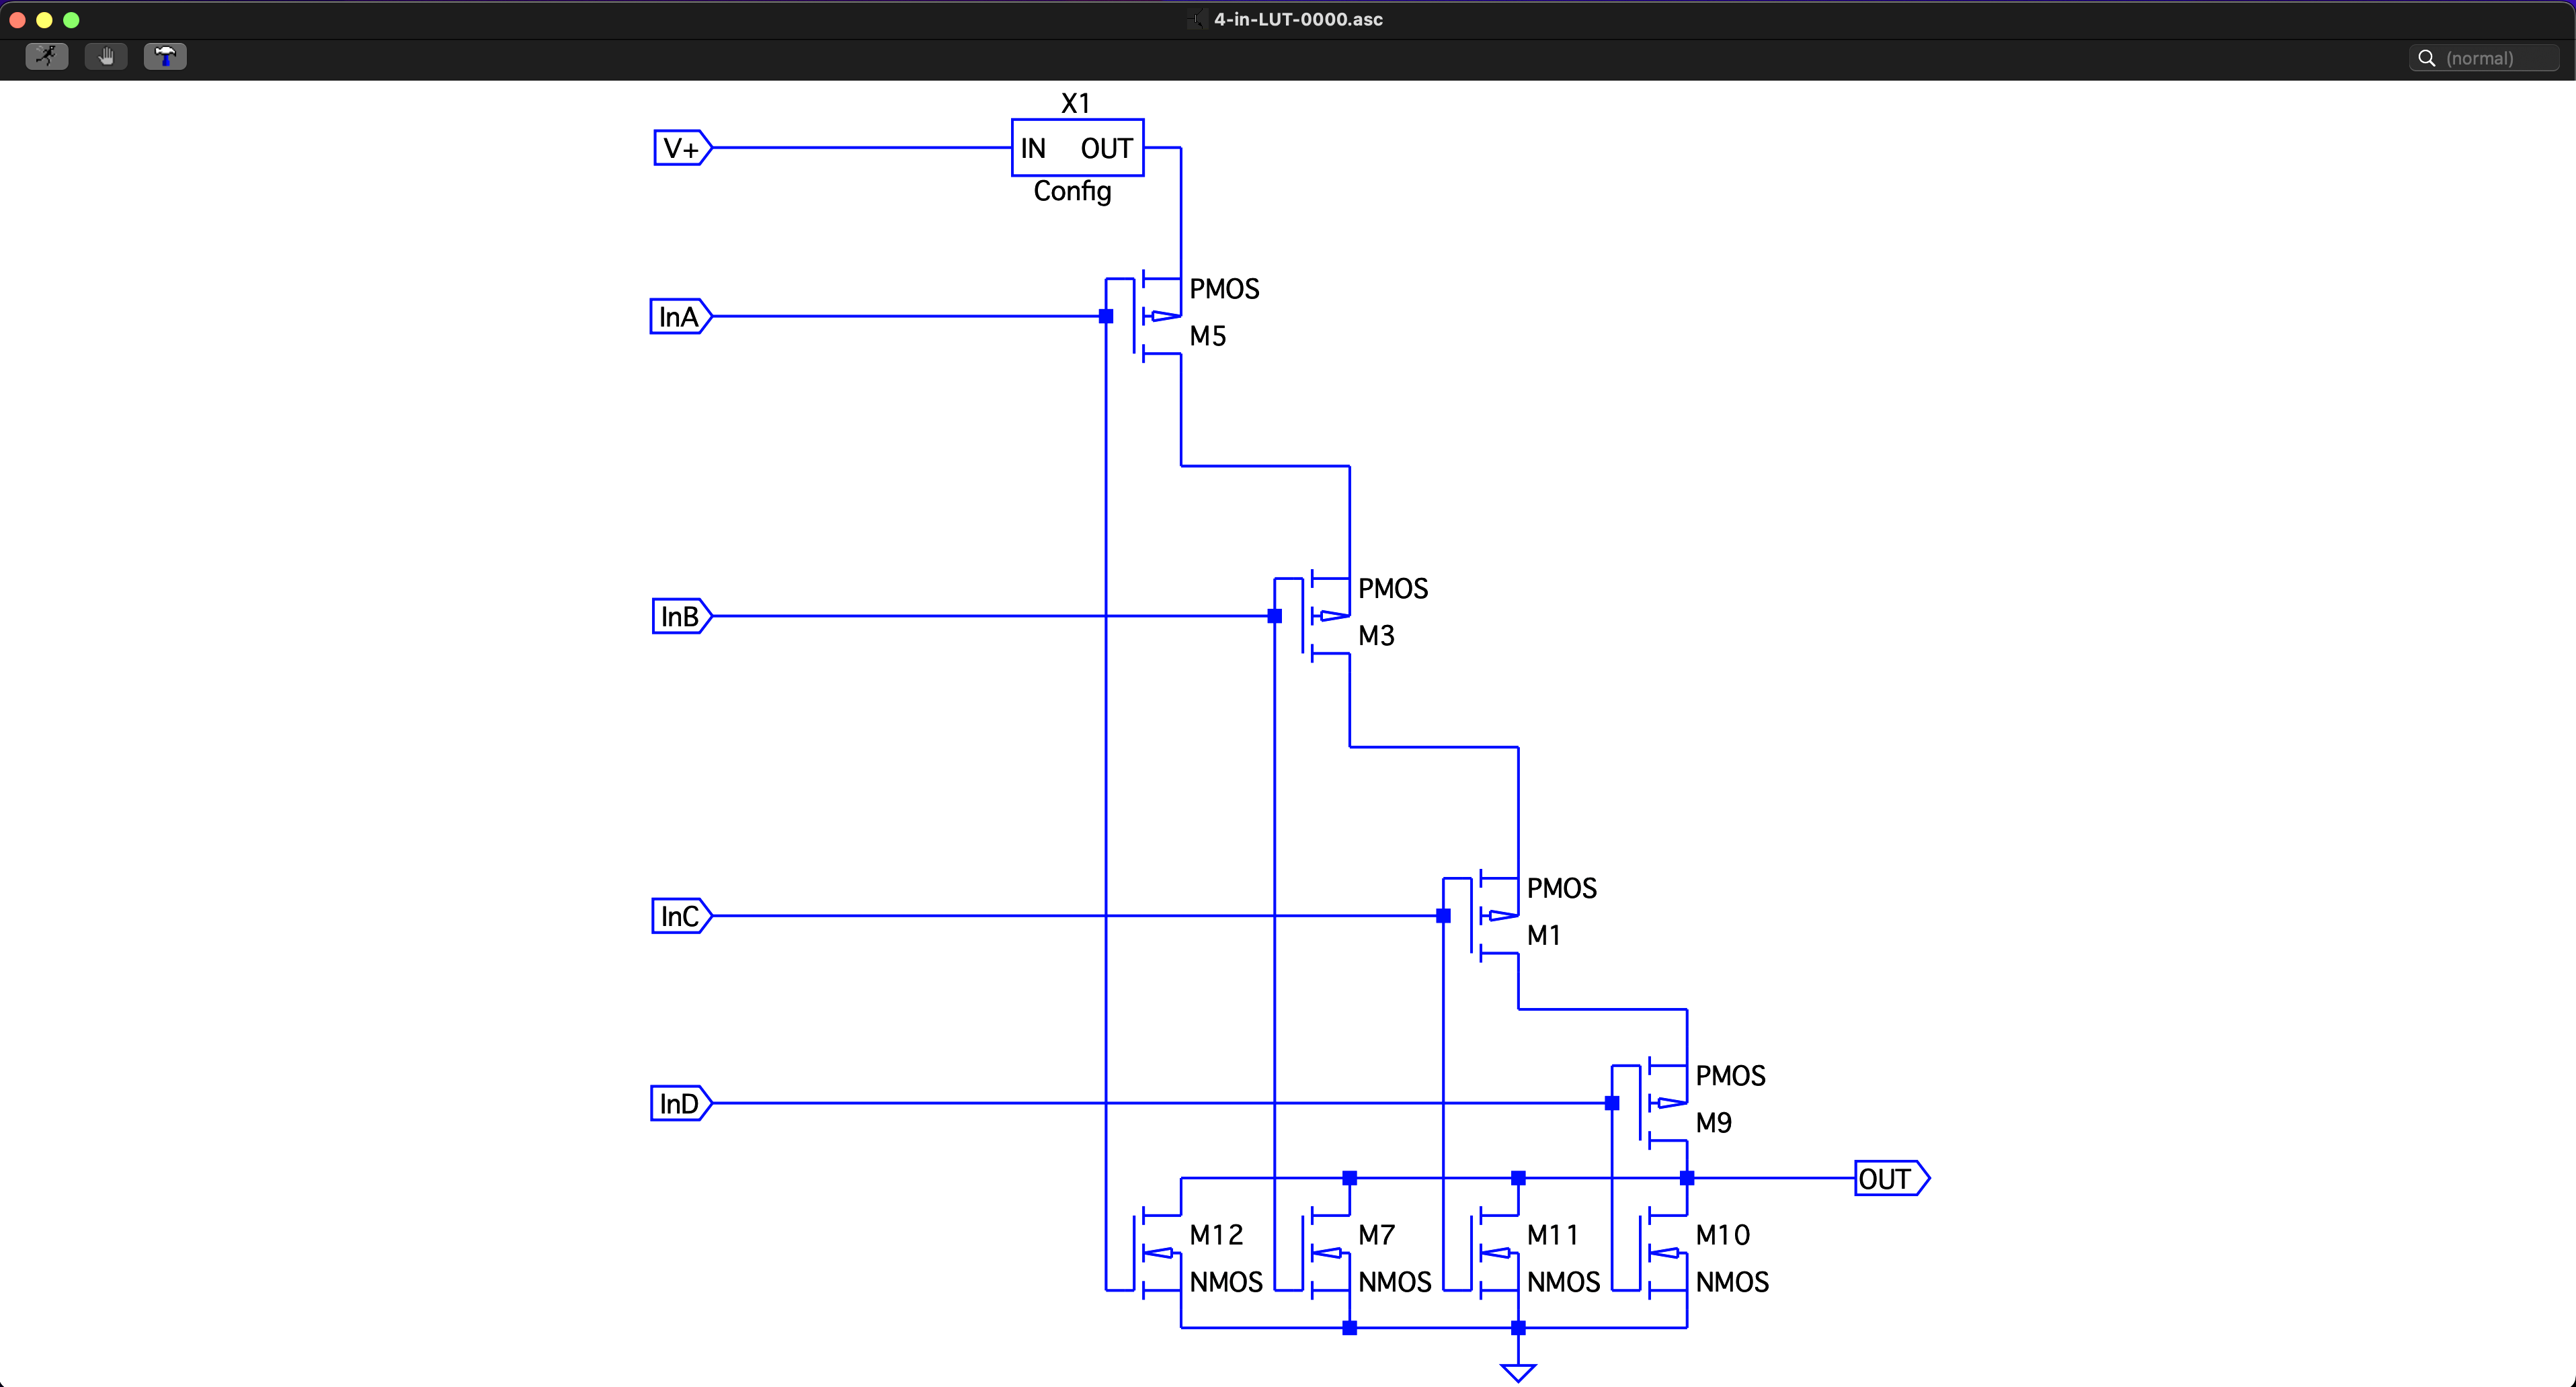 4-in-LUT-0000.asc
(normal)
X1
V+
IN OUT
Config
PMOS
InA
M5
PMOS
InB
M3
PMOS
InC
M1
PMOS
InD
M9
OUT
M12 M7 M11 M10
NMOS NMOS NMOS NMOS